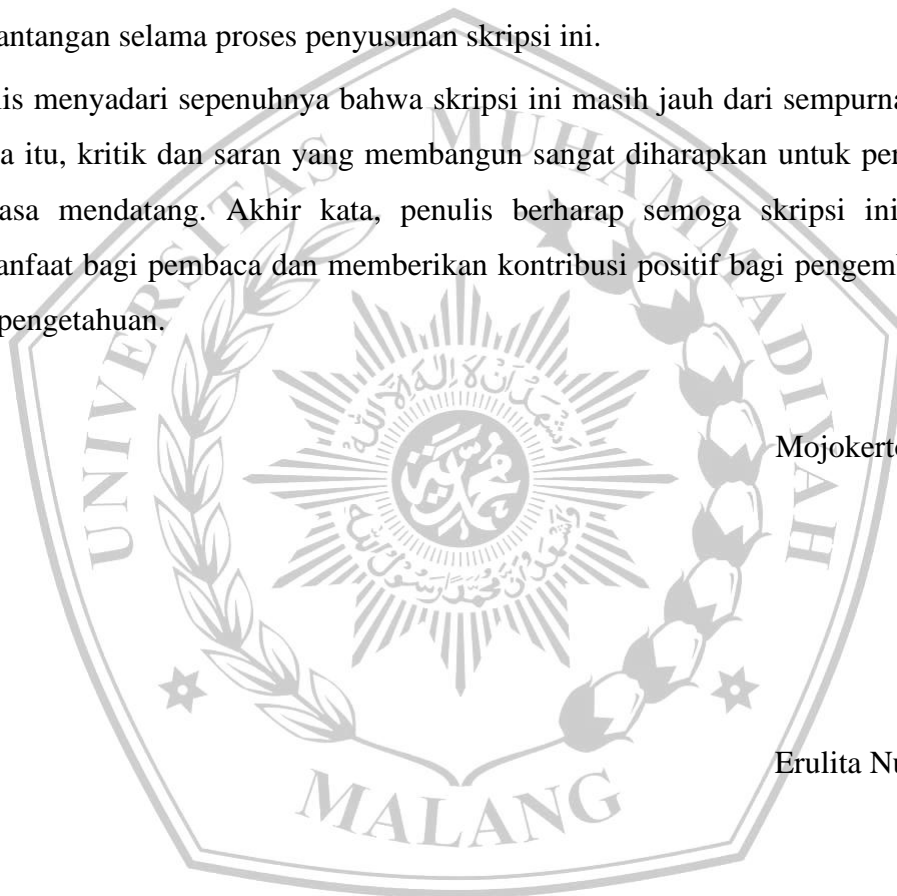 antangan selama proses penyusunan skripsi ini.
lis menyadari sepenuhnya bahwa skripsi ini masih jauh dari sempurna
a itu, kritik dan saran yang membangun sangat diharapkan untuk per
asa mendatang. Akhir kata, penulis berharap semoga skripsi ini
anfaat bagi pembaca dan memberikan kontribusi positif bagi pengemb
pengetahuan.
UNIVERSITAS MUHAMMADIYAH
Mojokerto
Erulita Nu
MALANG